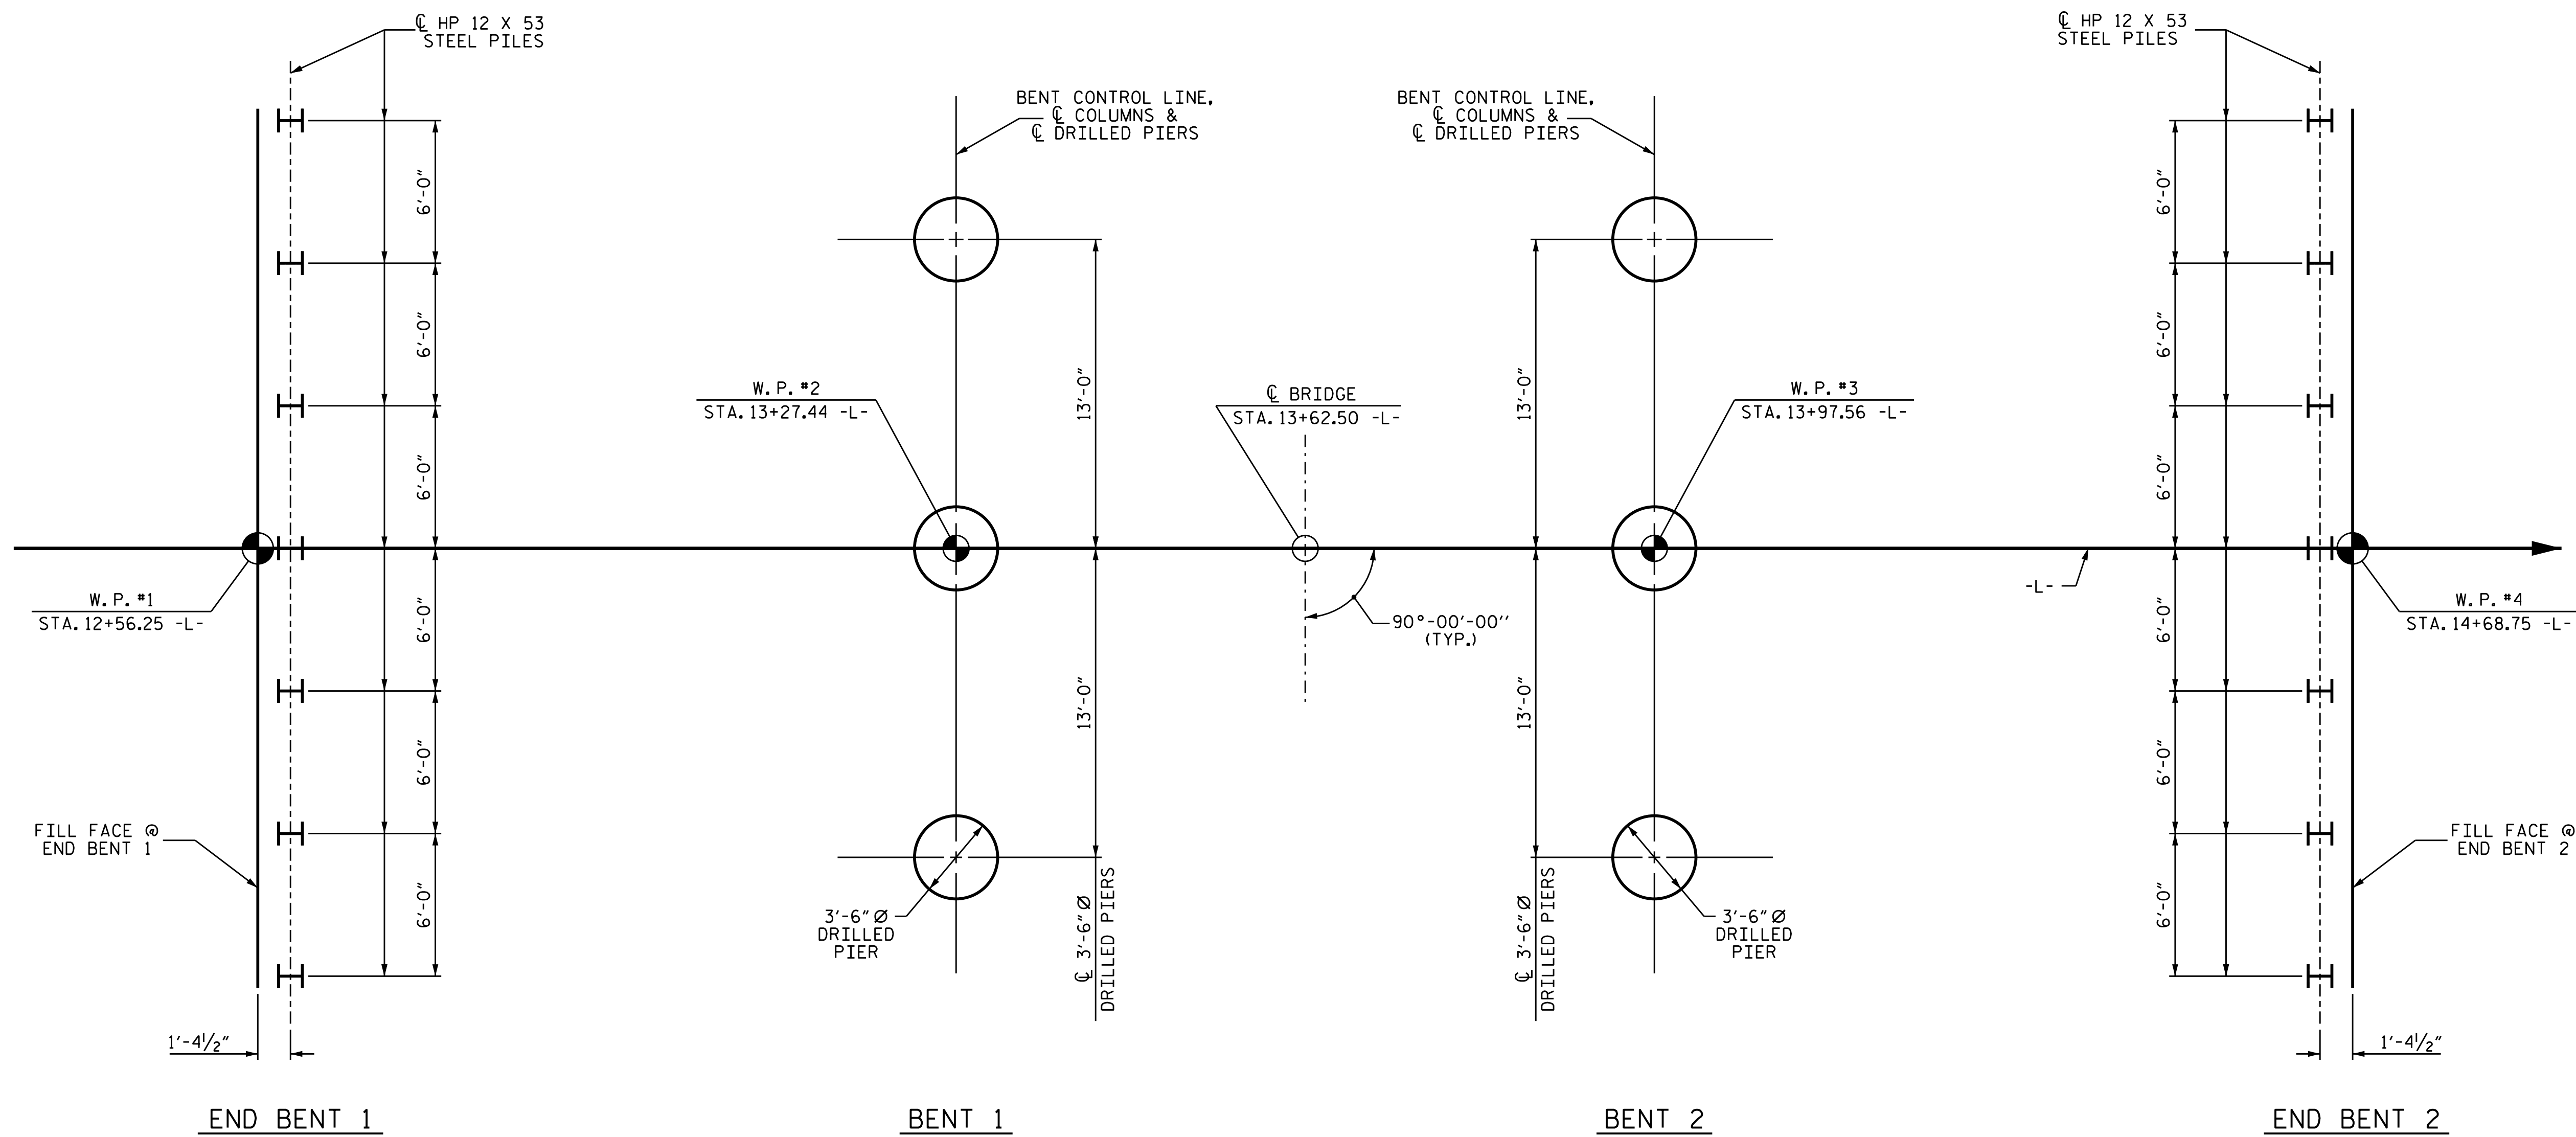 ℄ HP 12 X 53
STEEL PILES
℄ HP 12 X 53
STEEL PILES
BENT CONTROL LINE,
℄ COLUMNS &
℄ DRILLED PIERS
BENT CONTROL LINE,
℄ COLUMNS &
℄ DRILLED PIERS
6'-0"
6'-0"
6'-0"
6'-0"
6'-0"
6'-0"
13'-0"
13'-0"
W.P. #2
STA. 13+27.44 -L-
℄ BRIDGE
STA. 13+62.50 -L-
13'-0"
13'-0"
W.P. #3
STA. 13+97.56 -L-
6'-0"
6'-0"
6'-0"
6'-0"
6'-0"
6'-0"
W.P. #1
STA. 12+56.25 -L-
90°-00'-00''
(TYP.)
-L-
W.P. #4
STA. 14+68.75 -L-
FILL FACE @
END BENT 1
3'-6" Ø
DRILLED
PIER
℄ 3'-6" Ø
DRILLED PIERS
℄ 3'-6" Ø
DRILLED PIERS
3'-6" Ø
DRILLED
PIER
FILL FACE @
END BENT 2
1'-4½"
1'-4½"
END BENT 1
BENT 1
BENT 2
END BENT 2